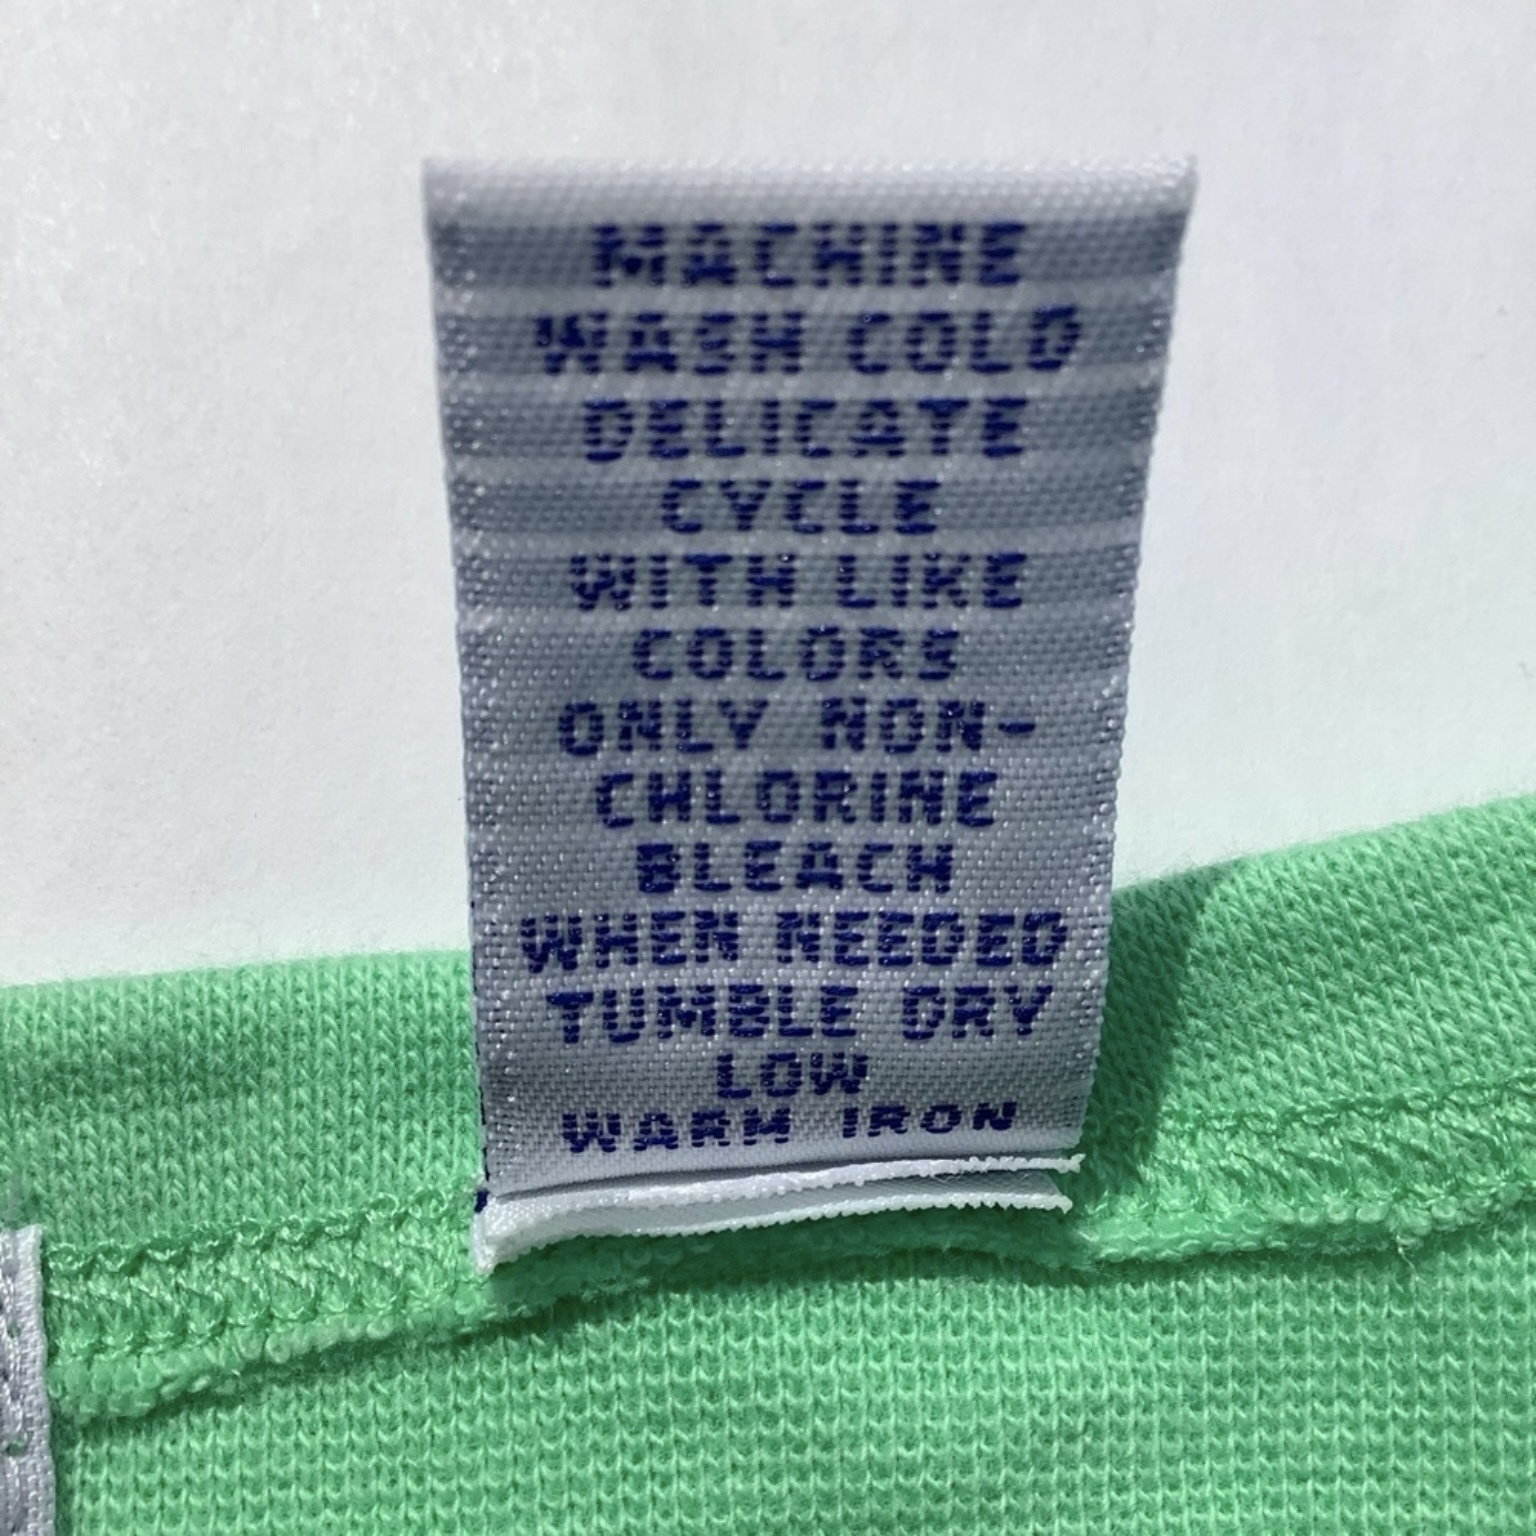 MACHINE
WASH COLD
DELICATE
CYCLE
WITH LIKE
COLORS
ONLY NON-
CHLORINE
BLEACH
WHEN NEEDED
TUMBLE DRY
LOW
WARM IRON